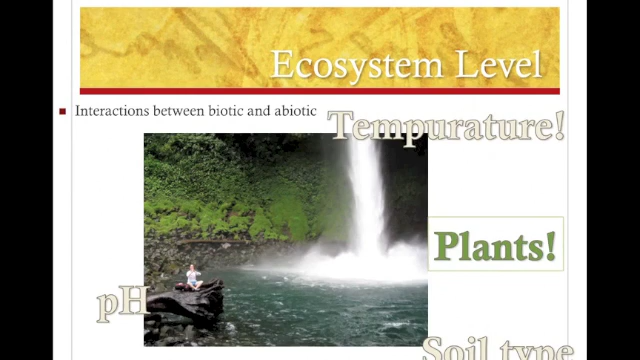 Ecosystem Level
Interactions between biotic and abiotic
Tempurature!
Plants!
pH
Soil type